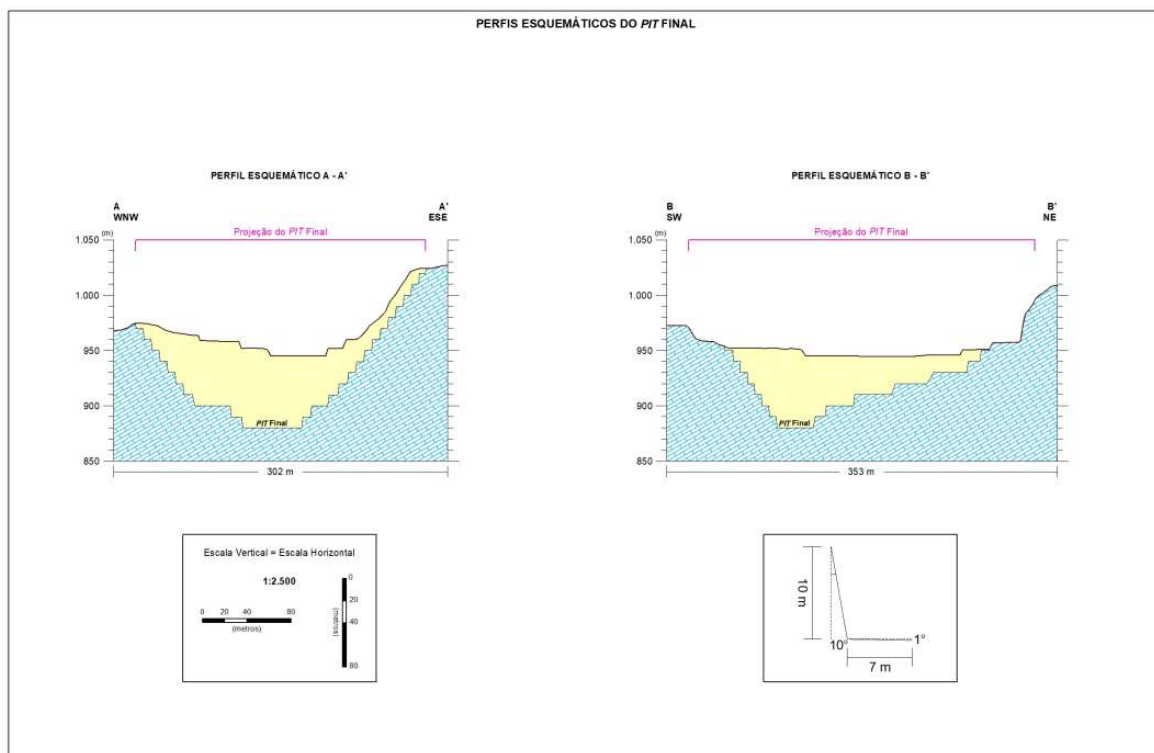 PERFIS ESQUEMÁTICOS DO PIT FINAL
PERFIL ESQUEMÁTICO A - A'
A
WNW
A'
ESE
1.050 (m)
Projeção do PIT Final
1.000
950
900
850
PIT Final
302 m
PERFIL ESQUEMÁTICO B - B'
B
SW
B'
NE
1.050 (m)
Projeção do PIT Final
1.000
950
900
850
PIT Final
353 m
Escala Vertical = Escala Horizontal
1:2.500
0 20 40 80
(metros)
0
20
40
80
(metros)
10 m
10°
1°
7 m